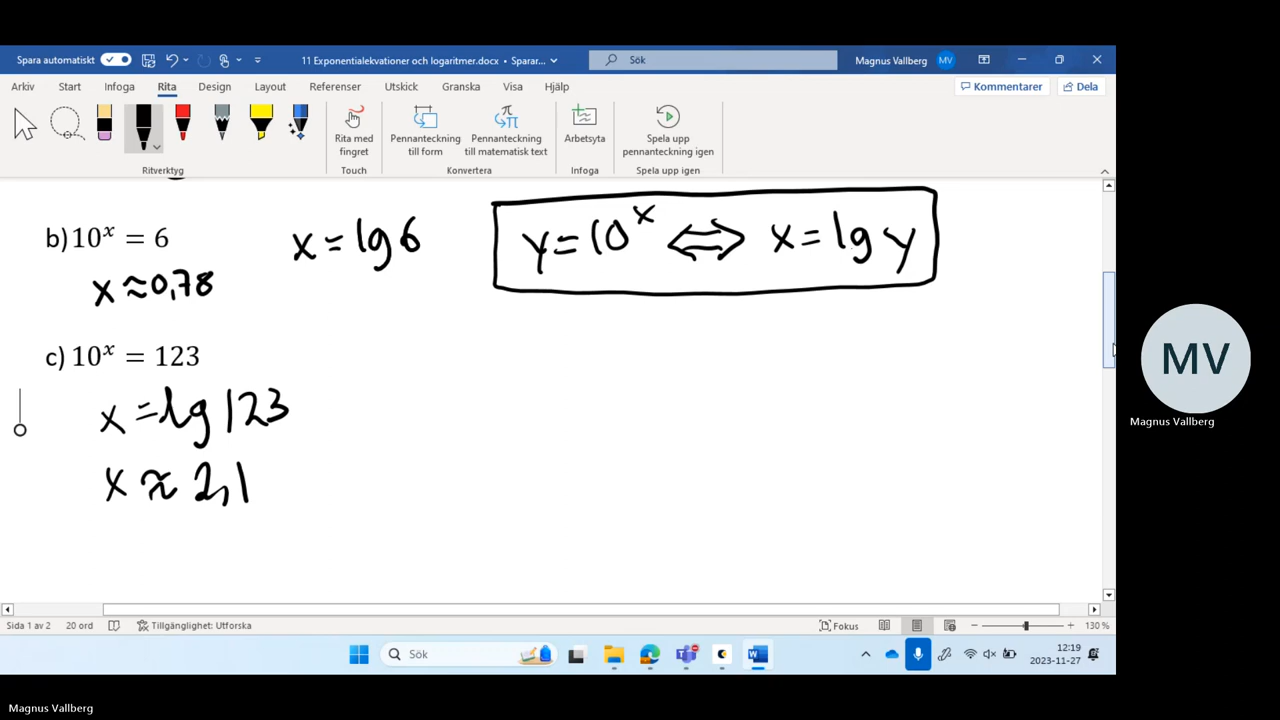 Spara automatiskt
11 Exponentialekvationer och logaritmer.docx • Sparar...
Sök
Magnus Vallberg
MV
Arkiv Start Infoga Rita Design Layout Referenser Utskick Granska Visa Hjälp
Kommentarer
Dela
Rita med fingret
Pennanteckning till form
Pennanteckning till matematisk text
Arbetsyta
Spela upp pennanteckning igen
Ritverktyg
Touch
Konvertera
Infoga
Spela upp igen
b) 10^x = 6
x = lg 6
y = 10^x ⇔ x = lg y
x ≈ 0,78
c) 10^x = 123
x = lg 123
x ≈ 2,1
MV
Magnus Vallberg
Sida 1 av 2
20 ord
Tillgänglighet: Utforska
Fokus
130 %
Sök
12:19
2023-11-27
Magnus Vallberg